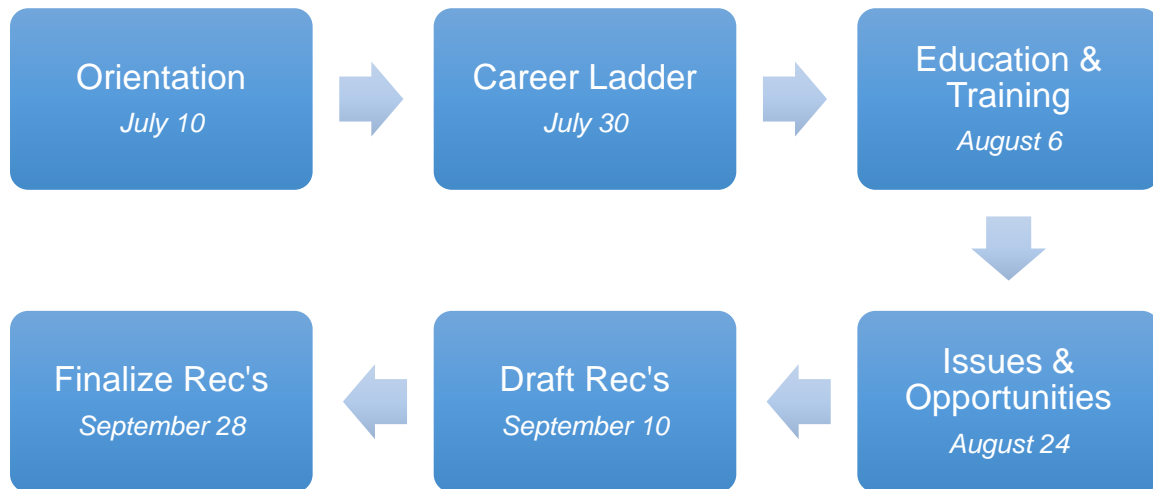 Orientation
July 10
Career Ladder
July 30
Education &
Training
August 6
Issues &
Opportunities
August 24
Draft Rec's
September 10
Finalize Rec's
September 28